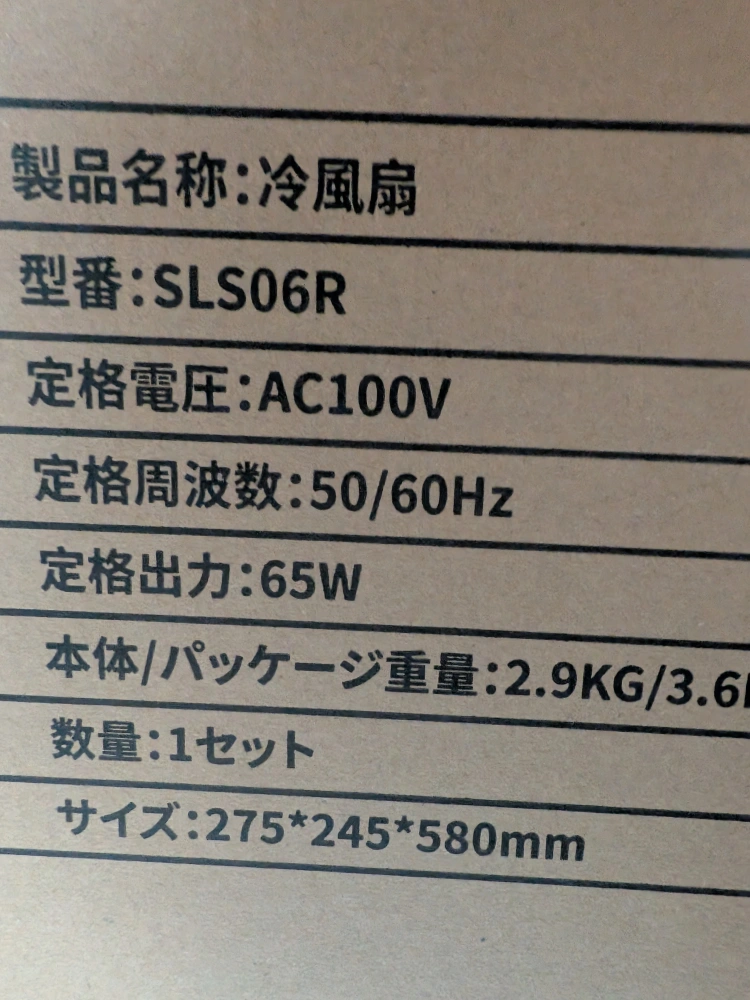 製品名称：冷風扇
型番：SLS06R
定格電圧：AC100V
定格周波数：50/60Hz
定格出力：65W
本体/パッケージ重量：2.9KG/3.6
数量：1セット
サイズ：275*245*580mm